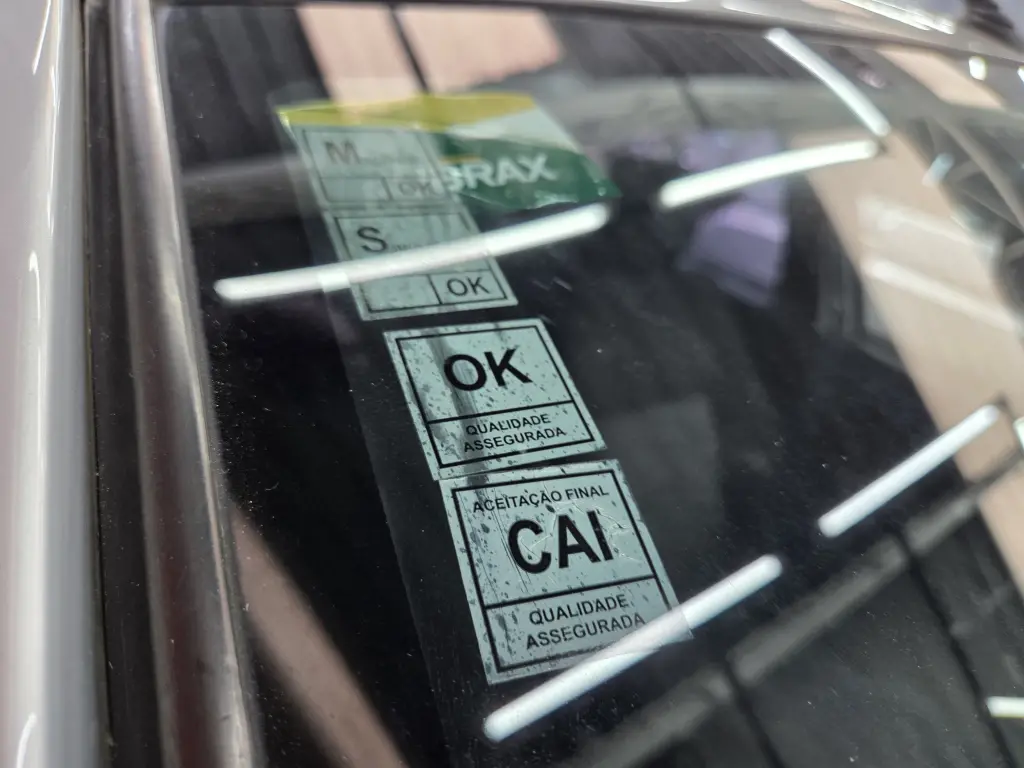 M
OK
BRAX
S
OK
OK
QUALIDADE
ASSEGURADA
ACEITAÇÃO FINAL
CAI
QUALIDADE
ASSEGURADA